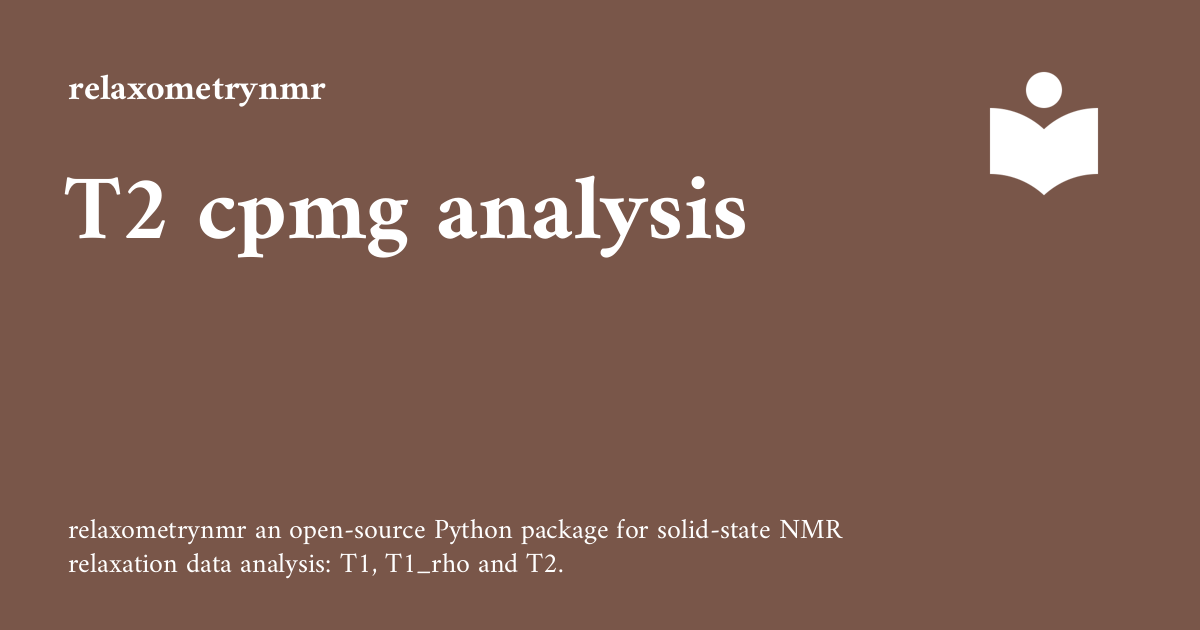 relaxometrynmr
T2 cpmg analysis
relaxometrynmr an open-source Python package for solid-state NMR
relaxation data analysis: T1, T1_rho and T2.